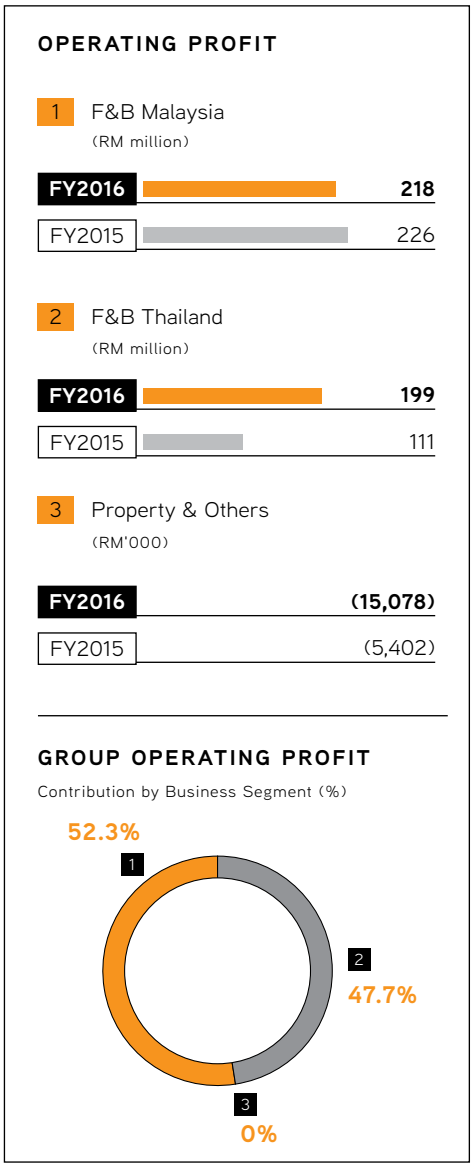 OPERATING PROFIT
1 F&B Malaysia
(RM million)
FY2016 218
FY2015 226
2 F&B Thailand
(RM million)
FY2016 199
FY2015 111
3 Property & Others
(RM'000)
FY2016 (15,078)
FY2015 (5,402)
GROUP OPERATING PROFIT
Contribution by Business Segment (%)
52.3%
1
2
47.7%
3
0%